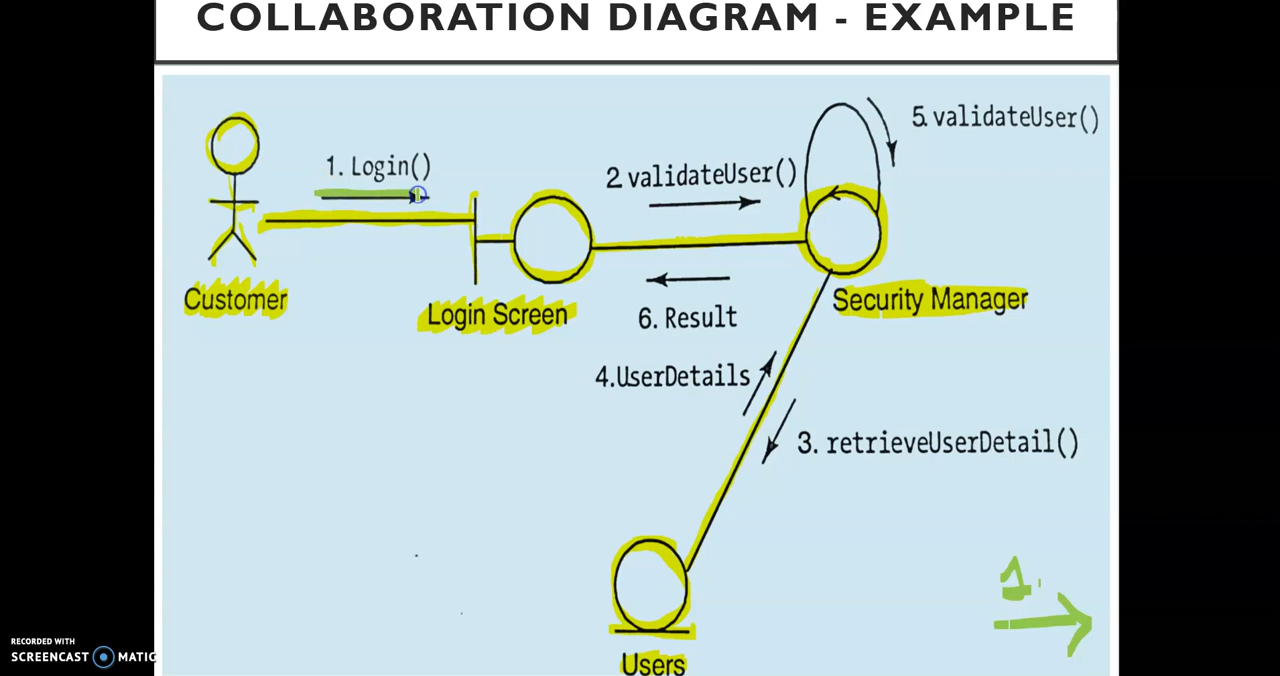 COLLABORATION DIAGRAM - EXAMPLE
5. validateUser()
1. Login()
2 validateUser()
Customer
Login Screen
Security Manager
6. Result
4.UserDetails
3. retrieveUserDetail()
1.
Users
RECORDED WITH
SCREENCAST MATIC